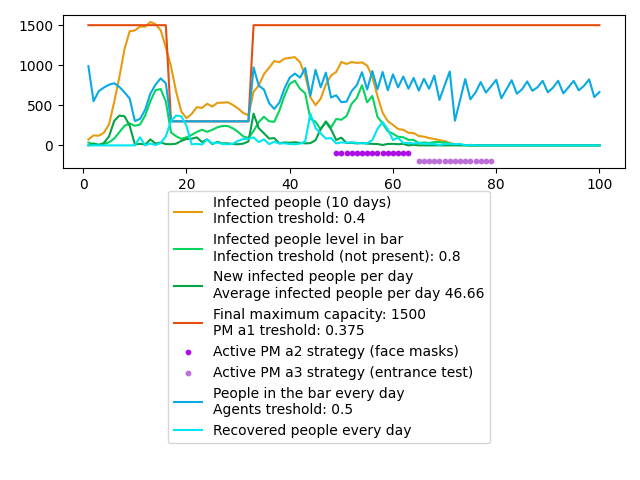 1500
1000
500
0
0 20 40 60 80 100
Infected people (10 days)
Infection treshold: 0.4
Infected people level in bar
Infection treshold (not present): 0.8
New infected people per day
Average infected people per day 46.66
Final maximum capacity: 1500
PM a1 treshold: 0.375
Active PM a2 strategy (face masks)
Active PM a3 strategy (entrance test)
People in the bar every day
Agents treshold: 0.5
Recovered people every day